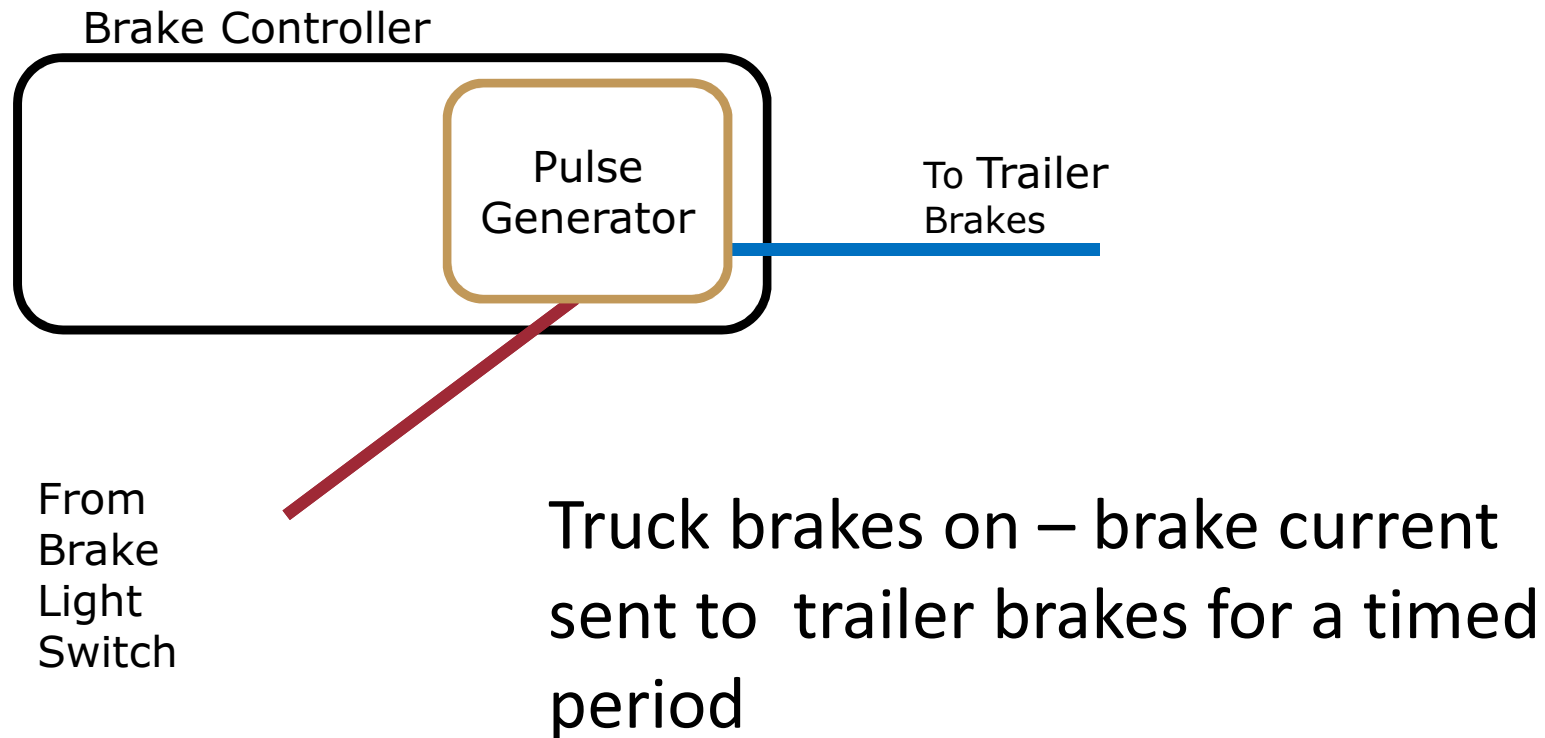 Brake Controller
Pulse
Generator
To Trailer
Brakes
From
Brake
Light
Switch
Truck brakes on – brake current
sent to  trailer brakes for a timed
period